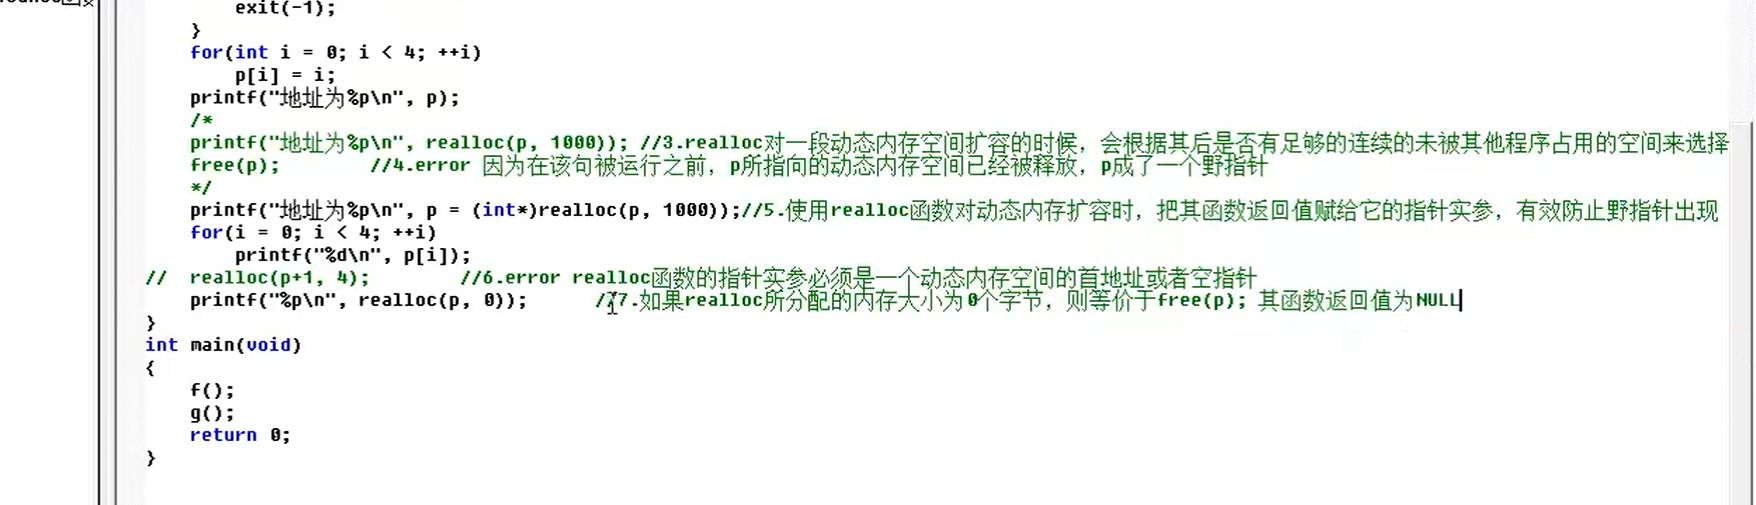 exit(-1);
}
for(int i = 0; i < 4; ++i)
p[i] = i;
printf("地址为%p\n", p);
/*
printf("地址为%p\n", realloc(p, 1000)); //3.realloc对一段动态内存空间扩容的时候，会根据其后是否有足够的连续的未被其他程序占用的空间来选择
free(p); //4.error 因为在该句被运行之前，p所指向的动态内存空间已经被释放，p成了一个野指针
*/
printf("地址为%p\n", p = (int*)realloc(p, 1000));//5.使用realloc函数对动态内存扩容时，把其函数返回值赋给它的指针实参，有效防止野指针出现
for(i = 0; i < 4; ++i)
printf("%d\n", p[i]);
// realloc(p+1, 4); //6.error realloc函数的指针实参必须是一个动态内存空间的首地址或者空指针
printf("%p\n", realloc(p, 0)); //7.如果realloc所分配的内存大小为0个字节，则等价于free(p); 其函数返回值为NULL
}
int main(void)
{
f();
g();
return 0;
}